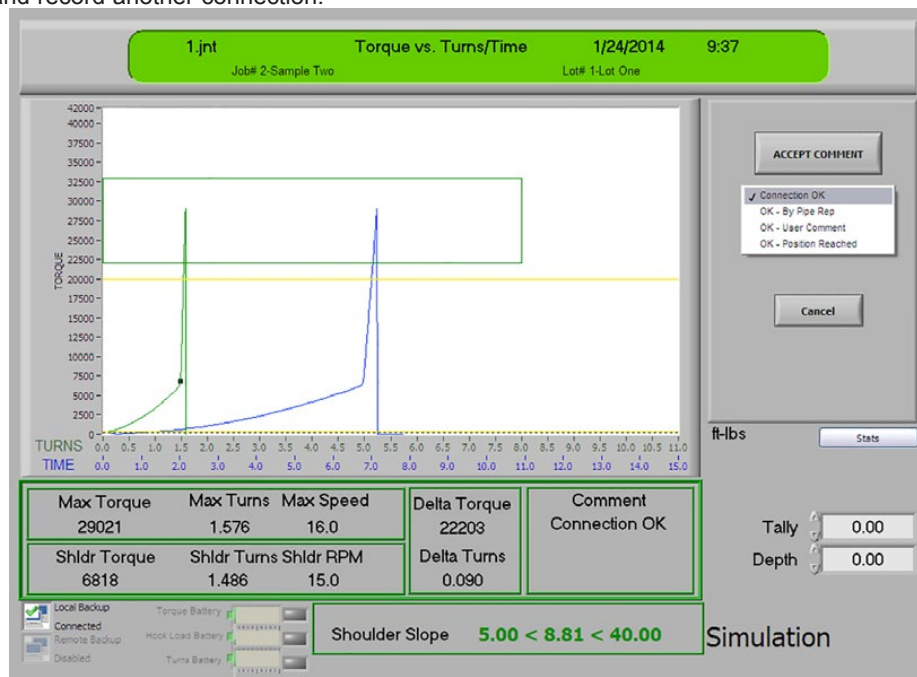 and record another connection.
1.jnt Torque vs. Turns/Time 1/24/2014 9:37
Job# 2-Sample Two Lot# 1-Lot One
TORQUE
42000
40000
37500
35000
32500
30000
27500
25000
22500
20000
17500
15000
12500
10000
7500
5000
2500
0
TURNS 0.0 0.5 1.0 1.5 2.0 2.5 3.0 3.5 4.0 4.5 5.0 5.5 6.0 6.5 7.0 7.5 8.0 8.5 9.0 9.5 10.0 10.5 11.0
TIME 0.0 1.0 2.0 3.0 4.0 5.0 6.0 7.0 8.0 9.0 10.0 11.0 12.0 13.0 14.0 15.0
ACCEPT COMMENT
✓ Connection OK
OK - By Pipe Rep
OK - User Comment
OK - Position Reached
Cancel
ft-lbs Stats
Max Torque Max Turns Max Speed
29021 1.576 16.0
Shldr Torque Shldr Turns Shldr RPM
6818 1.486 15.0
Delta Torque
22203
Delta Turns
0.090
Comment
Connection OK
Tally 0.00
Depth 0.00
Local Backup
Connected
Remote Backup
Disabled
Torque Battery
Hook Load Battery
Turns Battery
Shoulder Slope 5.00 < 8.81 < 40.00
Simulation